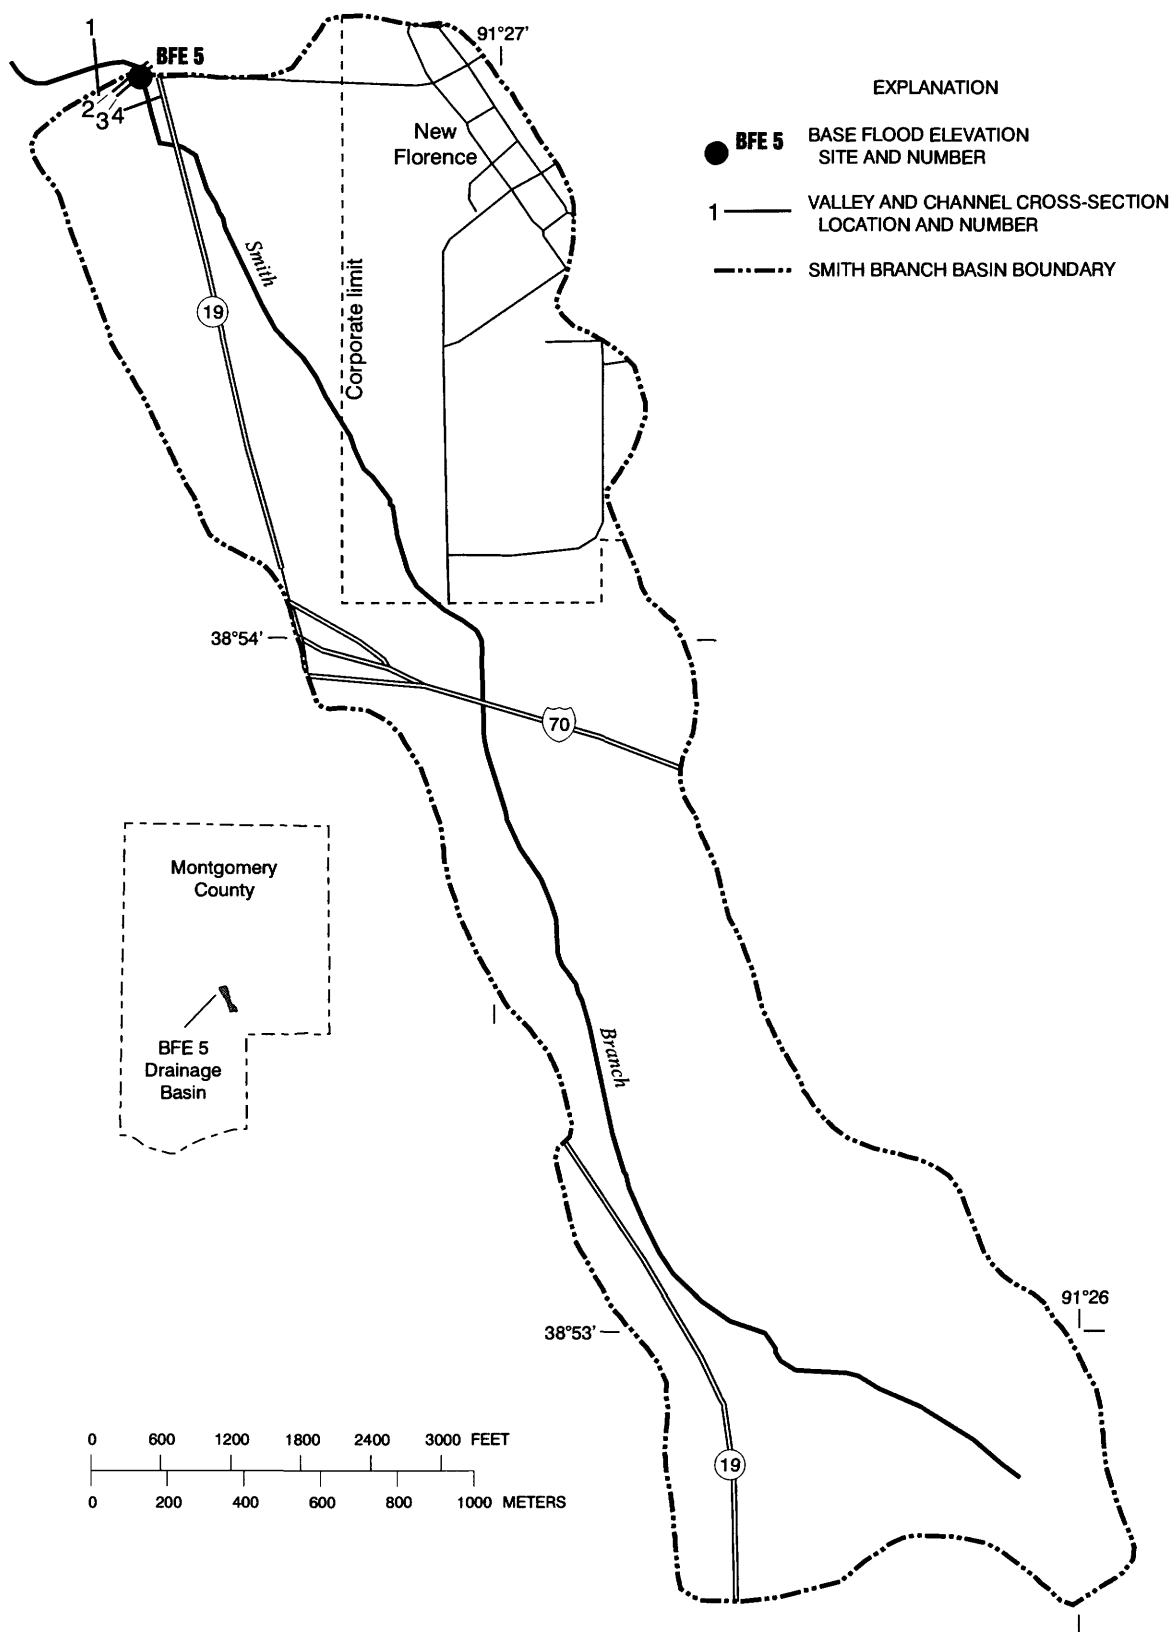 1
BFE 5
2
3
4
91°27'
New
Florence
EXPLANATION
BFE 5
BASE FLOOD ELEVATION
SITE AND NUMBER
1
VALLEY AND CHANNEL CROSS-SECTION
LOCATION AND NUMBER
SMITH BRANCH BASIN BOUNDARY
Smith
19
Corporate limit
38°54'
70
Montgomery
County
BFE 5
Drainage
Basin
Branch
91°26
38°53'
19
0 600 1200 1800 2400 3000 FEET
0 200 400 600 800 1000 METERS